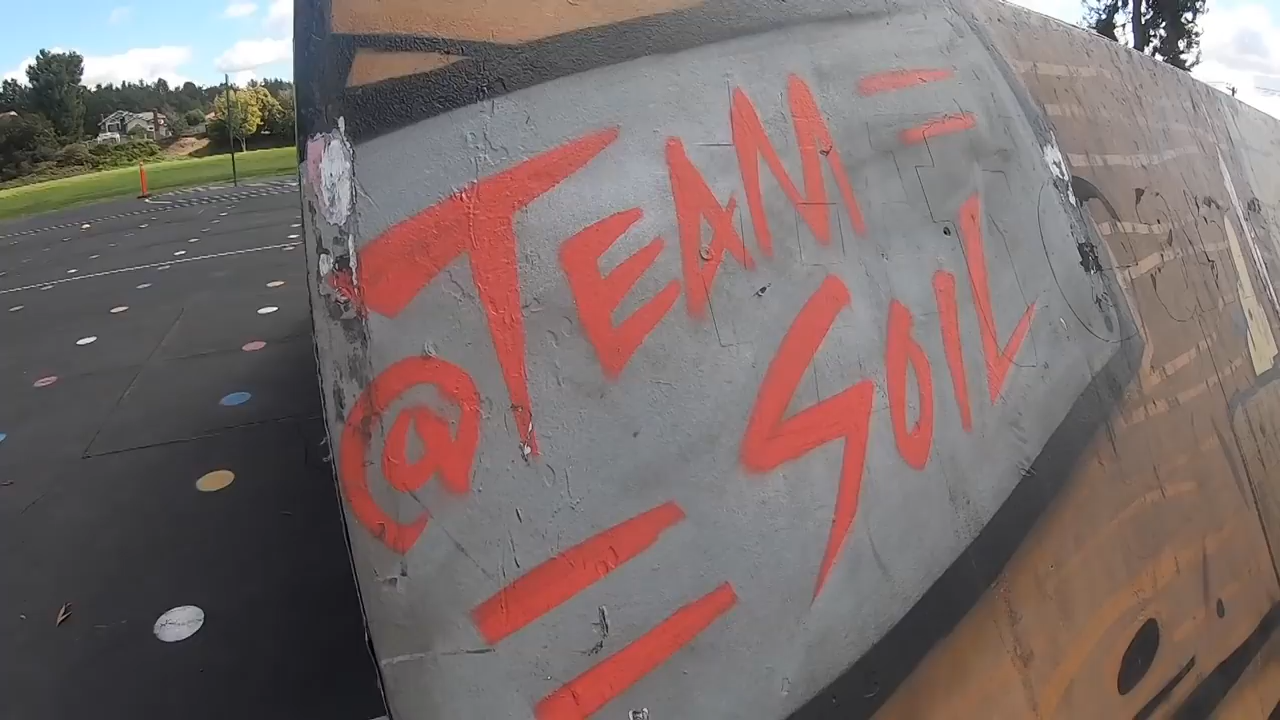 TEAM =
@ SOIL
=